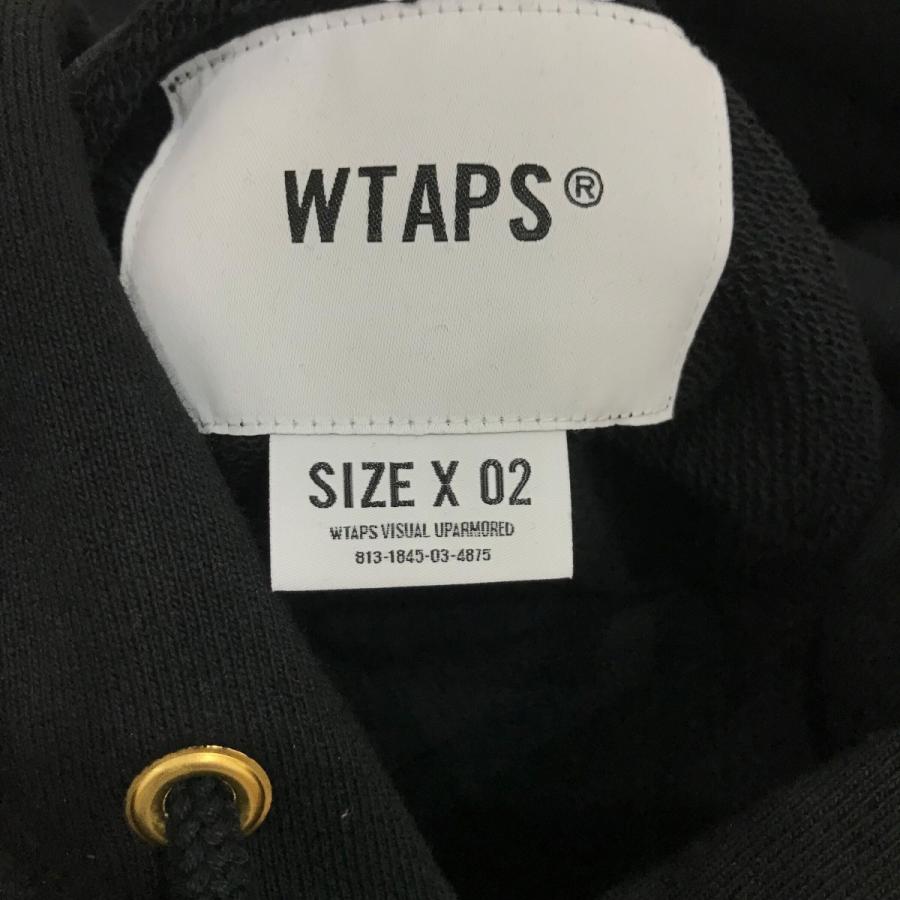 WTAPS®
SIZE X 02
WTAPS VISUAL UPARMORED
813-1845-03-4875